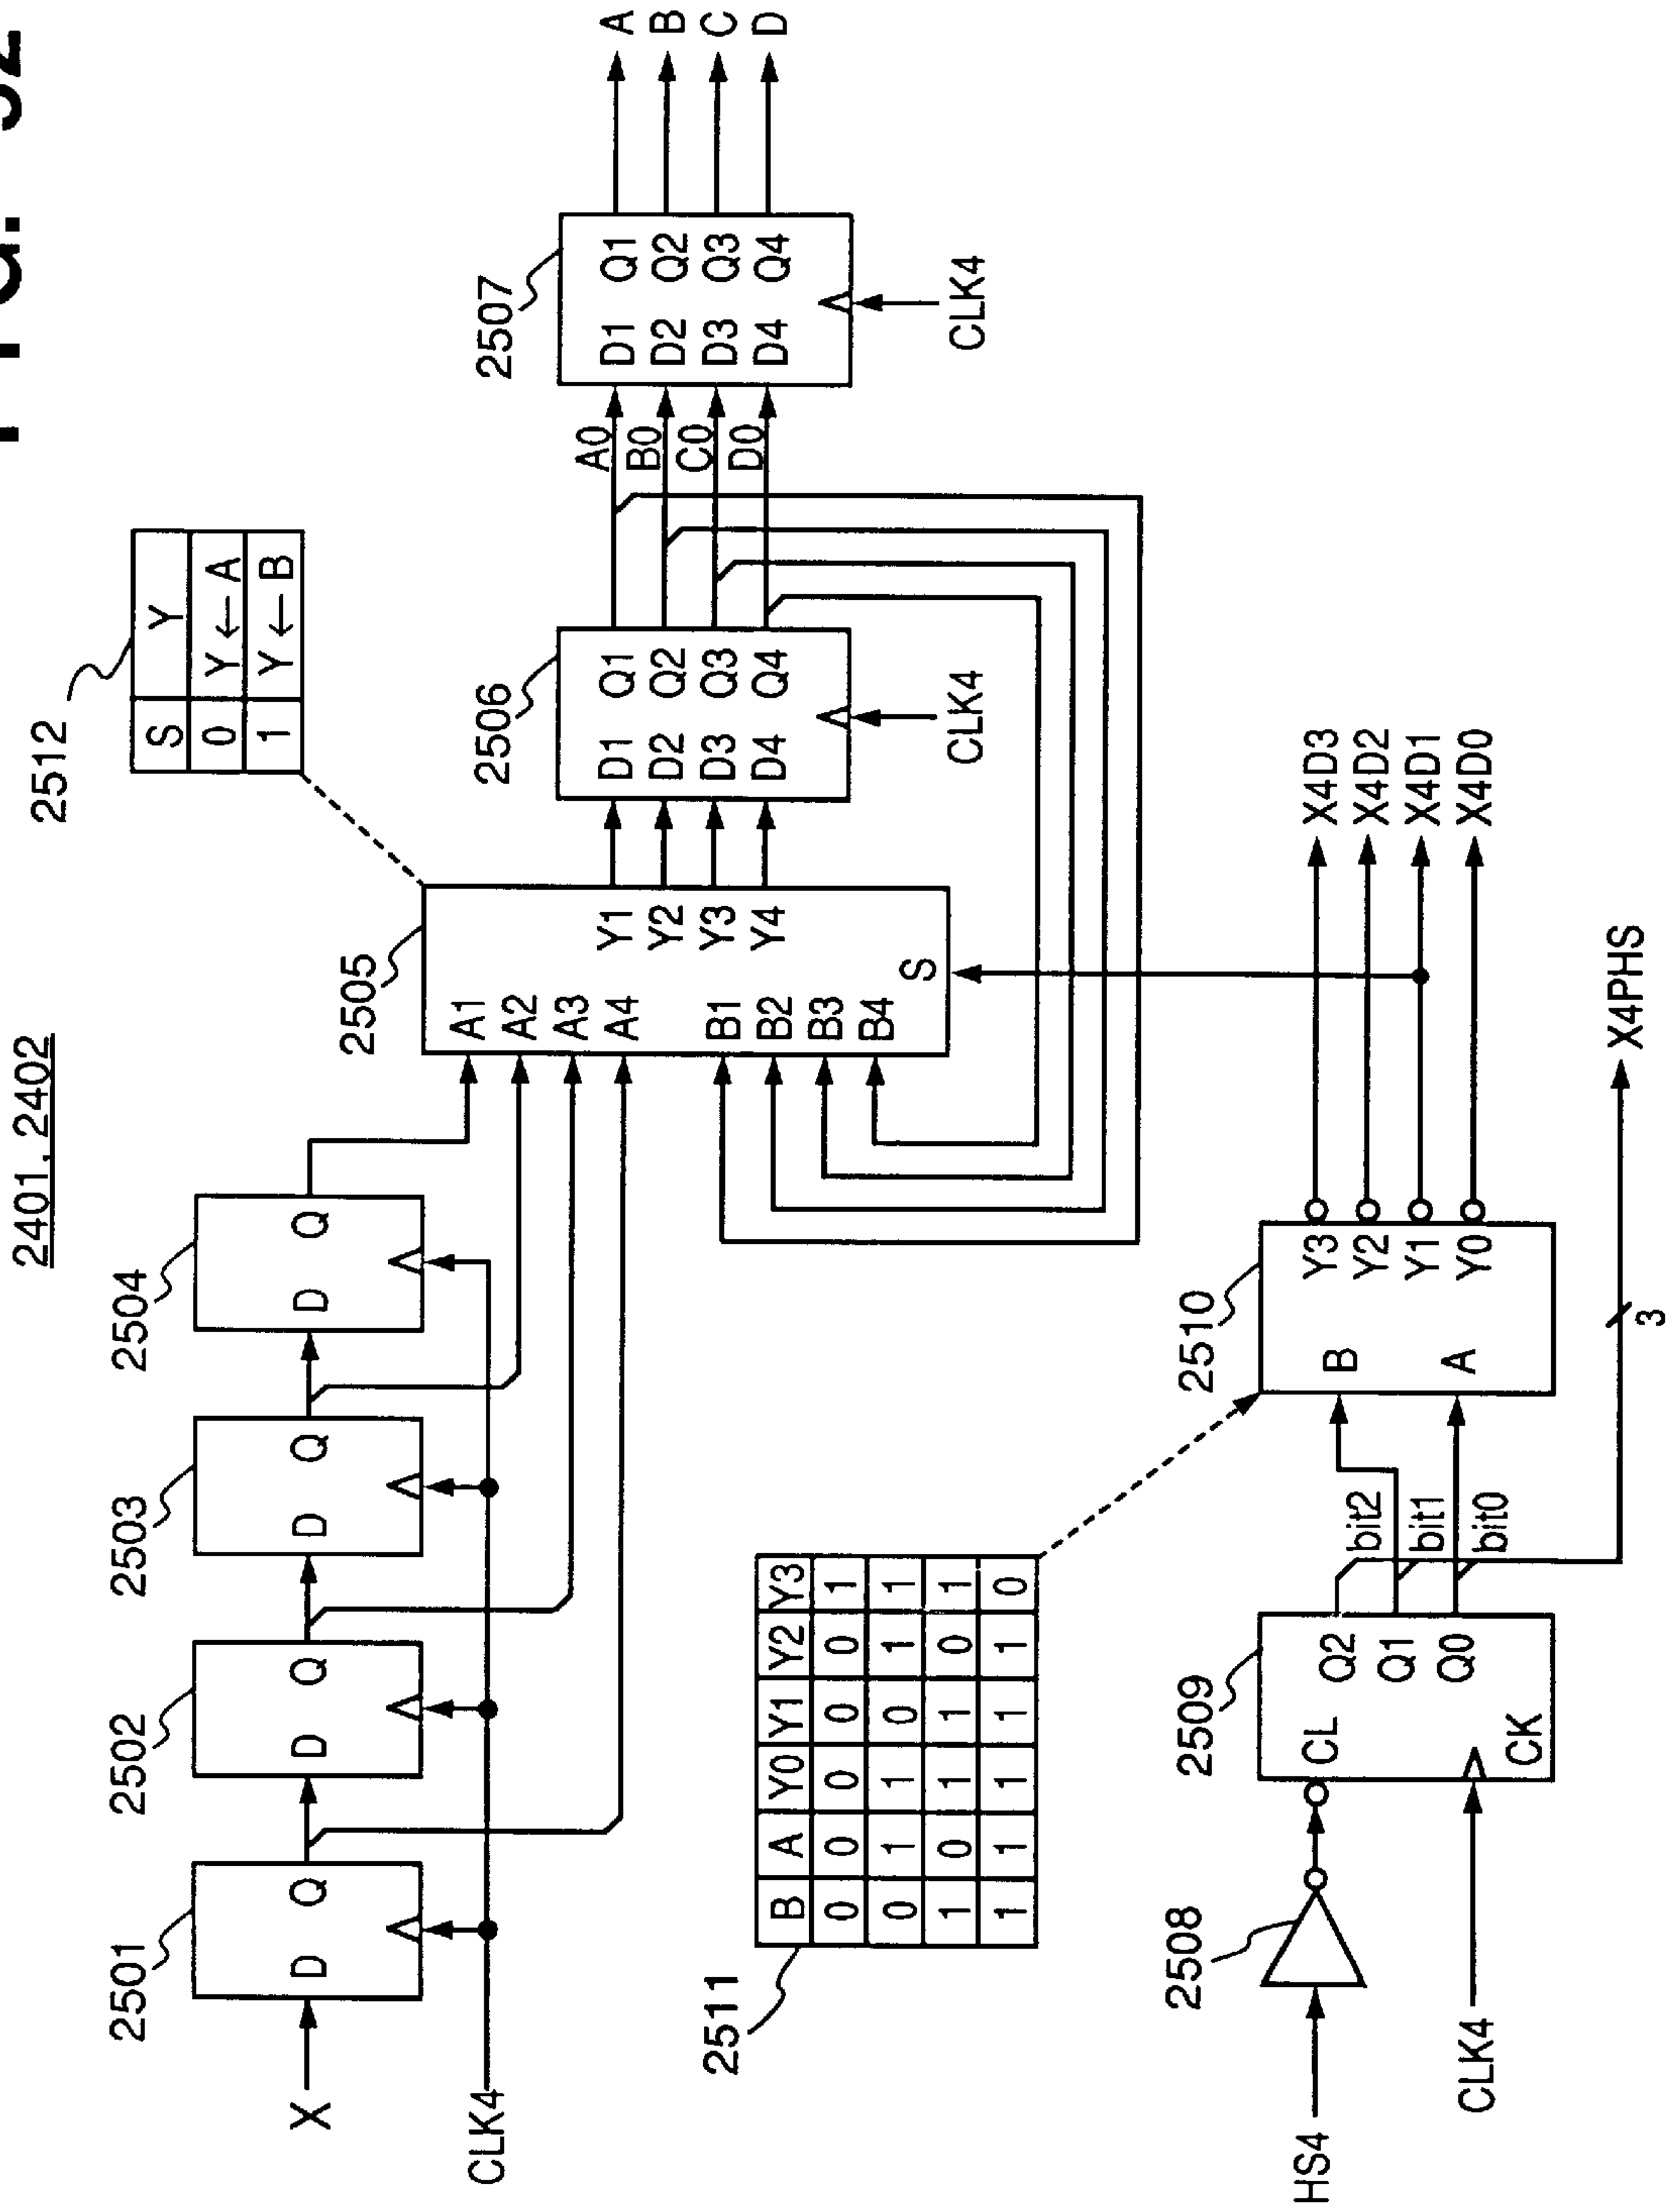 FIG.
2401, 2402
2501
D Q
2502
D Q
2503
D Q
2504
D Q
X
CLK4
2512
S Y
0 Y←A
1 Y←B
2505
A1
A2
A3
A4
B1
B2
B3
B4
Y1
Y2
Y3
Y4
S
2506
D1 Q1
D2 Q2
D3 Q3
D4 Q4
CLK4
A0
B0
C0
D0
2507
D1 Q1
D2 Q2
D3 Q3
D4 Q4
CLK4
A
B
C
D
2511
B A Y0 Y1 Y2 Y3
0 0 0 0 0 1
0 1 1 0 1 1
1 0 1 1 0 1
1 1 1 1 1 0
HS4
2508
CLK4
2509
CL
CK
Q2
Q1
Q0
bit2
bit1
bit0
2510
B
A
Y3
Y2
Y1
Y0
X4D3
X4D2
X4D1
X4D0
3
X4PHS